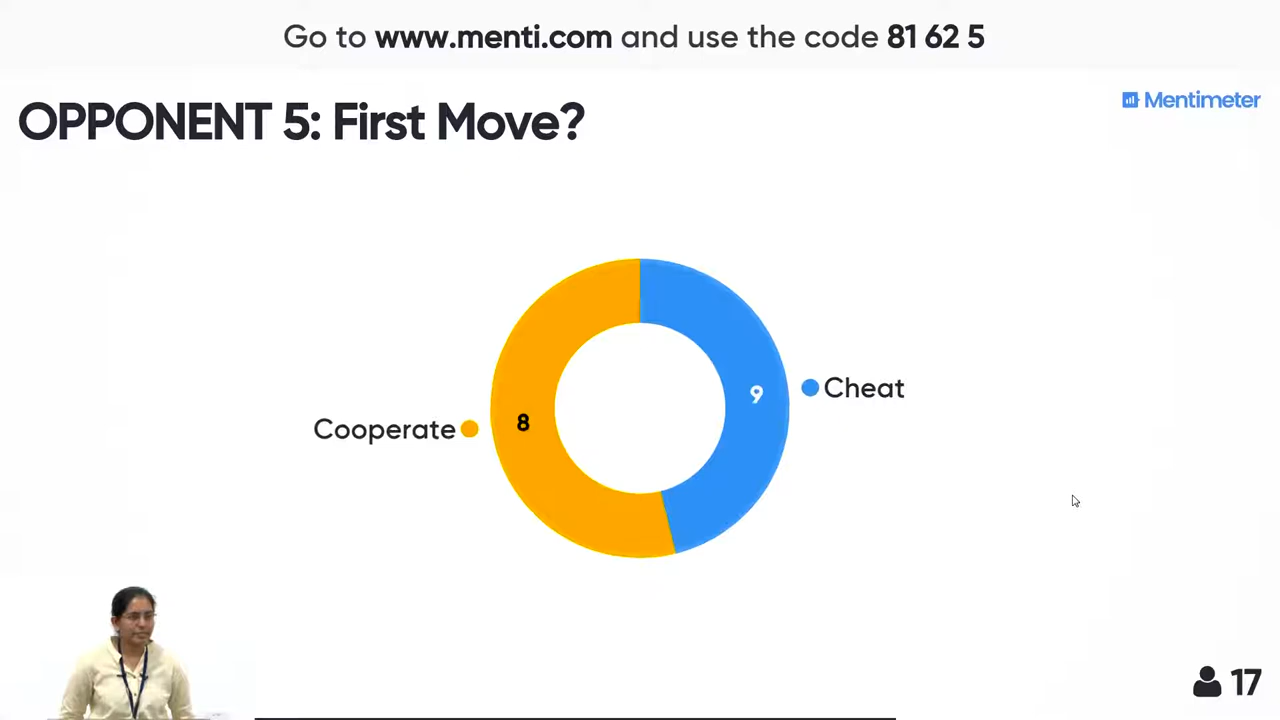 Go to www.menti.com and use the code 81 62 5
OPPONENT 5: First Move?
Mentimeter
Cheat
9
Cooperate
8
17